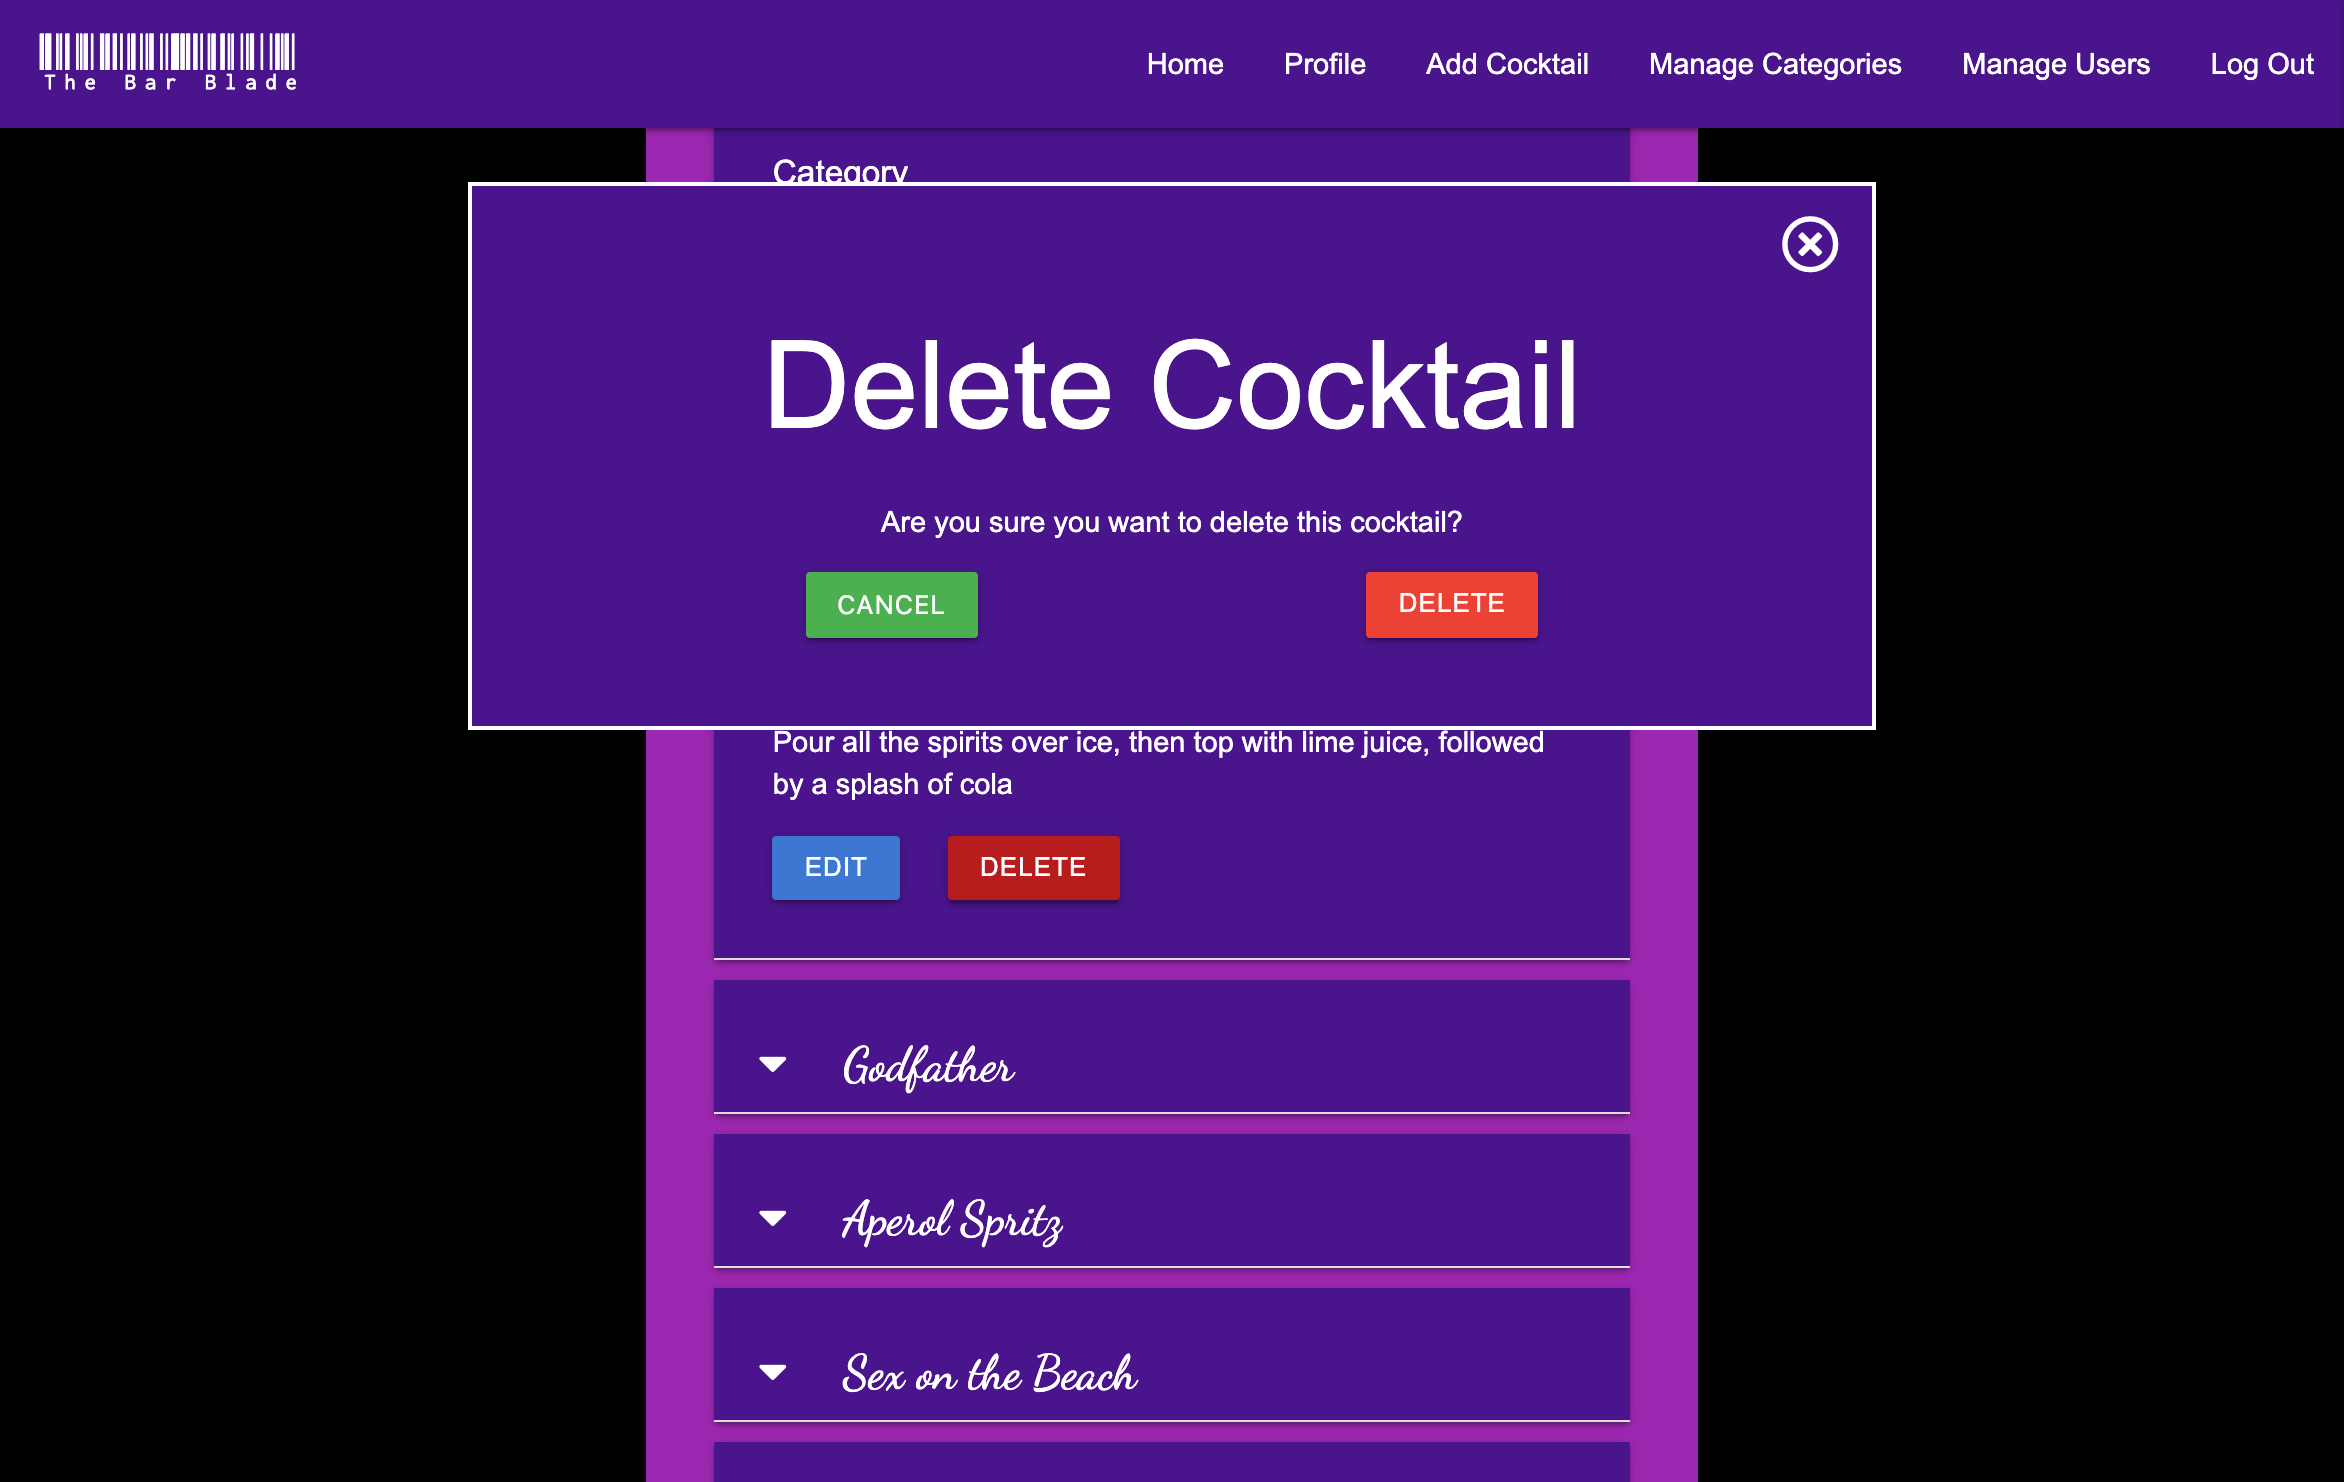 The Bar Blade
Home Profile Add Cocktail Manage Categories Manage Users Log Out
Category
Delete Cocktail
Are you sure you want to delete this cocktail?
CANCEL DELETE
Pour all the spirits over ice, then top with lime juice, followed
by a splash of cola
EDIT DELETE
Godfather
Aperol Spritz
Sex on the Beach